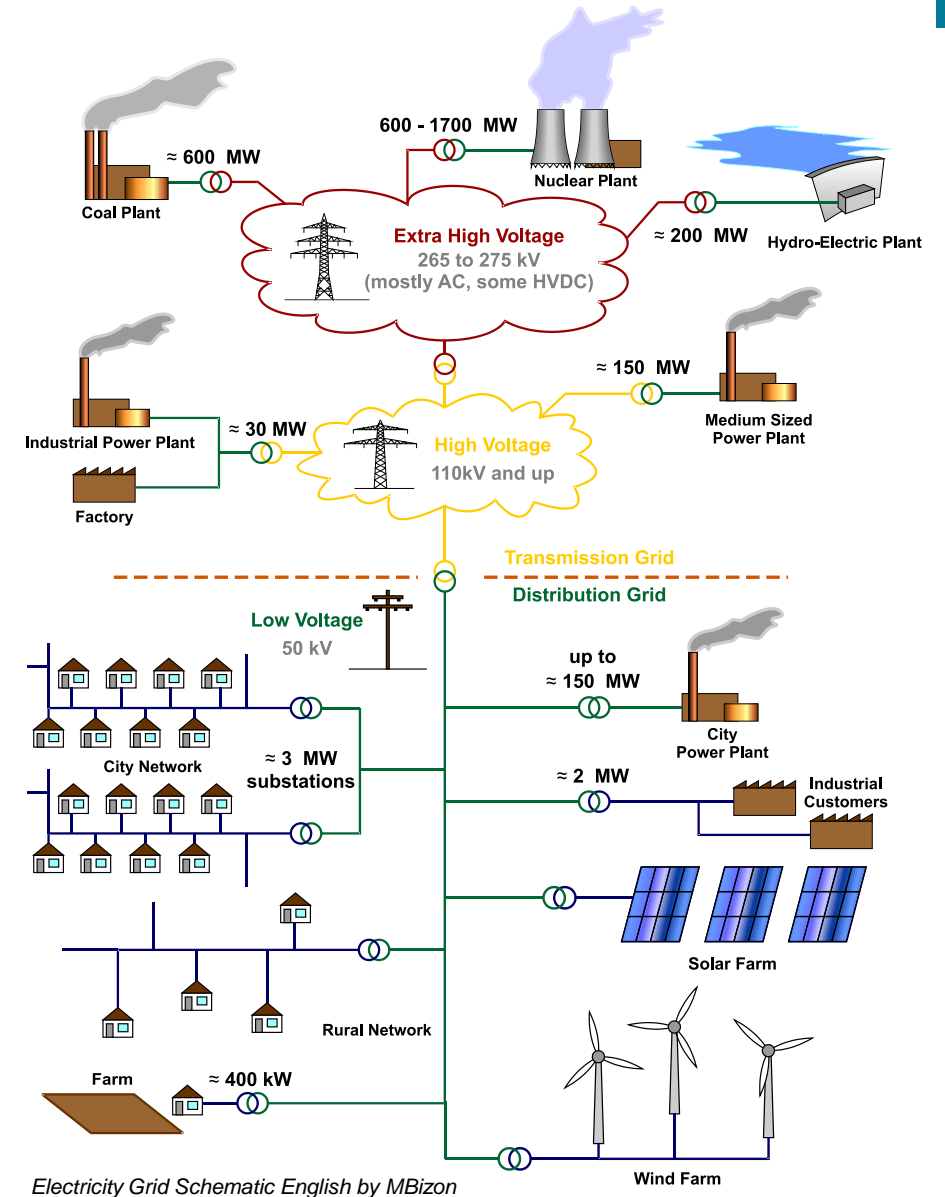 600 - 1700  MW
≈ 600  MW
Nuclear Plant
Coal Plant
Extra High Voltage
265 to 275 kV
(mostly AC, some HVDC)
≈ 200  MW
Hydro-Electric Plant
≈ 150  MW
Medium Sized
Power Plant
Industrial Power Plant
≈ 30 MW
High Voltage
110kV and up
Factory
Transmission Grid
Distribution Grid
Low Voltage
50 kV
up to
≈ 150  MW
City
Power Plant
City Network
≈ 3  MW
substations
≈ 2  MW
Industrial
Customers
Solar Farm
Rural Network
Farm
≈ 400 kW
Wind Farm
Electricity Grid Schematic English by MBizon